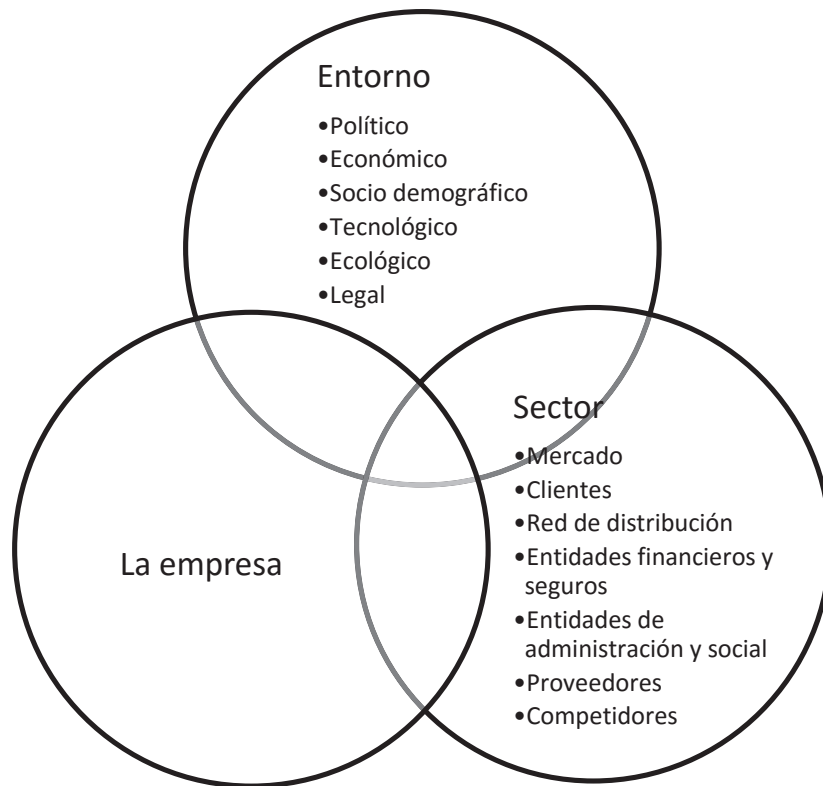 Entorno
•Político
•Económico
•Socio demográfico
•Tecnológico
•Ecológico
•Legal
Sector
•Mercado
•Clientes
•Red de distribución
•Entidades financieros y
seguros
•Entidades de
administración y social
•Proveedores
•Competidores
La empresa